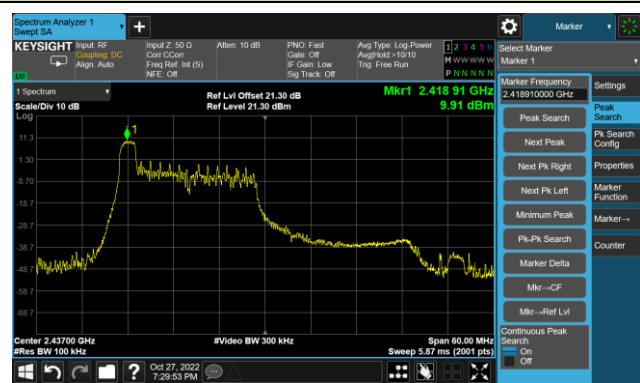 Spectrum Analyzer 1
Swept SA
Marker
KEYSIGHT
Input: RF
Coupling: DC
Align: Auto
Input Z: 50 Ω
Corr CCorr
Freq Ref: Int (S)
NFE: Off
Atten: 10 dB
PNO: Fast
Gate: Off
IF Gain: Low
Sig Track: Off
Avg Type: Log-Power
Avg|Hold:>10/10
Trig: Free Run
1 2 3 4 5 6
M W W W W W
P N N N N N
LW
Select Marker
Marker 1
1 Spectrum
Scale/Div 10 dB
Ref Lvl Offset 21.30 dB
Ref Level 21.30 dBm
Mkr1 2.418 91 GHz
9.91 dBm
Log
11.3
1.30
-8.70
-18.7
-28.7
-38.7
-48.7
-58.7
-68.7
1
Center 2.43700 GHz
#Res BW 100 kHz
#Video BW 300 kHz
Span 60.00 MHz
Sweep 5.87 ms (2001 pts)
Marker Frequency
2.418910000 GHz
Peak Search
Next Peak
Next Pk Right
Next Pk Left
Minimum Peak
Pk-Pk Search
Marker Delta
Mkr→CF
Mkr→Ref Lvl
Continuous Peak
Search
On
Off
Settings
Peak
Search
Pk Search
Config
Properties
Marker
Function
Marker→
Counter
Oct 27, 2022
7:29:53 PM